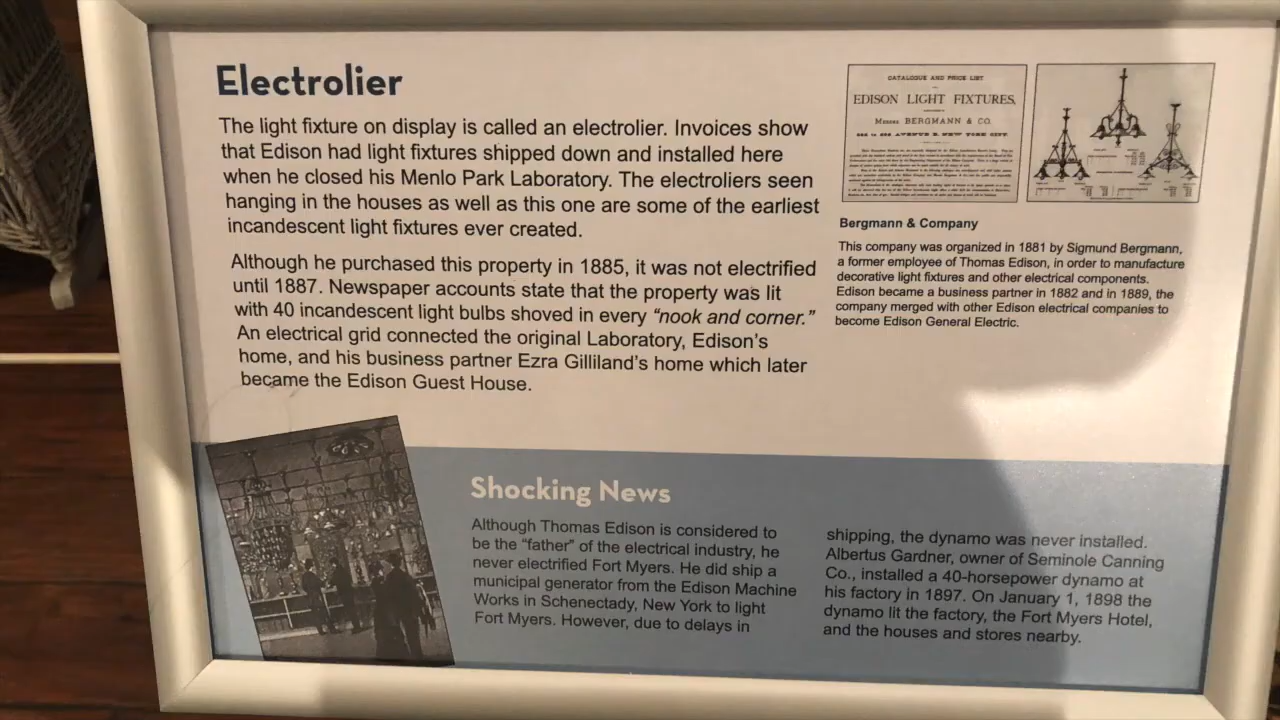 Electrolier
The light fixture on display is called an electrolier. Invoices show
that Edison had light fixtures shipped down and installed here
when he closed his Menlo Park Laboratory. The electroliers seen
hanging in the houses as well as this one are some of the earliest
incandescent light fixtures ever created.
Although he purchased this property in 1885, it was not electrified
until 1887. Newspaper accounts state that the property was lit
with 40 incandescent light bulbs shoved in every “nook and corner.”
An electrical grid connected the original Laboratory, Edison's
home, and his business partner Ezra Gilliland's home which later
became the Edison Guest House.
CATALOGUE AND PRICE LIST
EDISON LIGHT FIXTURES,
BERGMANN & CO.
AVENUE B, NEW YORK CITY.
Bergmann & Company
This company was organized in 1881 by Sigmund Bergmann,
a former employee of Thomas Edison, in order to manufacture
decorative light fixtures and other electrical components.
Edison became a business partner in 1882 and in 1889, the
company merged with other Edison electrical companies to
become Edison General Electric.
Shocking News
Although Thomas Edison is considered to
be the “father” of the electrical industry, he
never electrified Fort Myers. He did ship a
municipal generator from the Edison Machine
Works in Schenectady, New York to light
Fort Myers. However, due to delays in
shipping, the dynamo was never installed.
Albertus Gardner, owner of Seminole Canning
Co., installed a 40-horsepower dynamo at
his factory in 1897. On January 1, 1898 the
dynamo lit the factory, the Fort Myers Hotel,
and the houses and stores nearby.